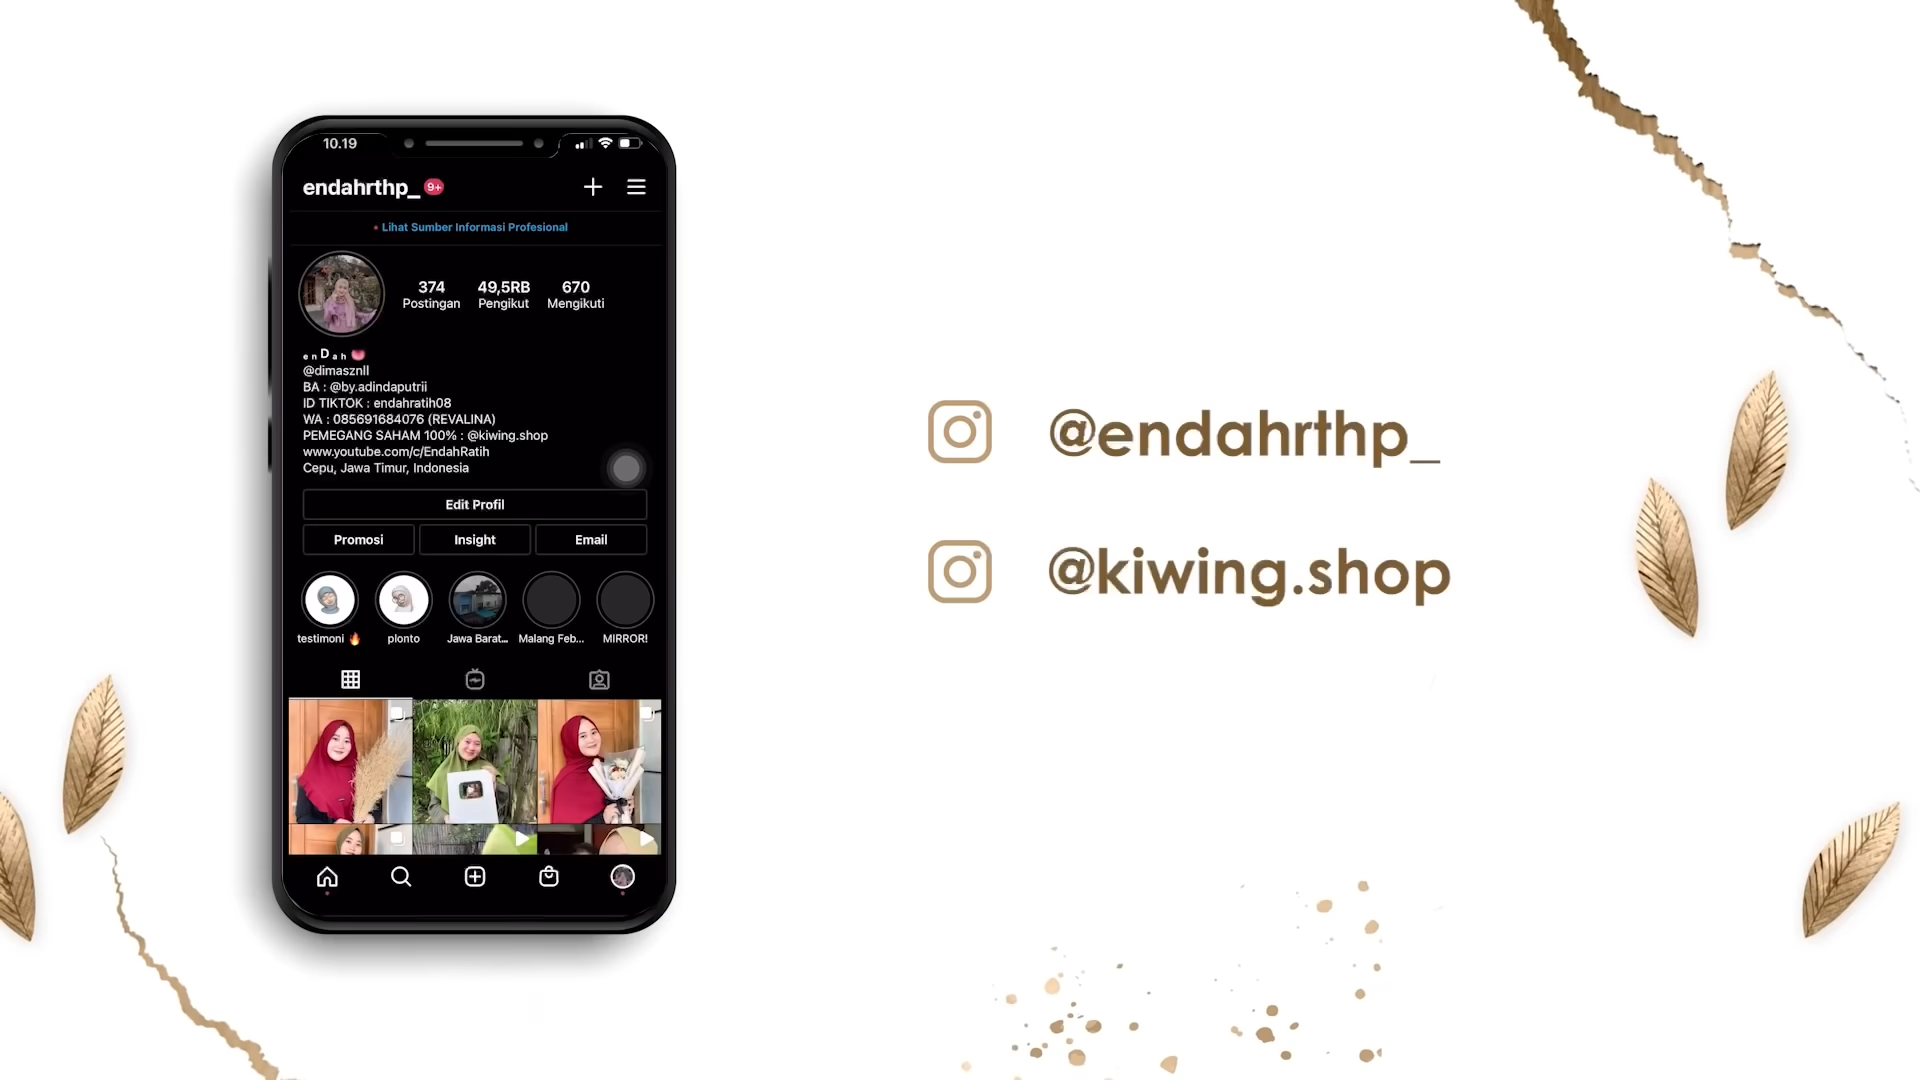 10.19
endahrthp_ 9+
• Lihat Sumber Informasi Profesional
374 49,5RB 670
Postingan Pengikut Mengikuti
ₑ ₙ D ₐ ₕ 👅
@dimasznll
BA : @by.adindaputrii
ID TIKTOK : endahratih08
WA : 085691684076 (REVALINA)
PEMEGANG SAHAM 100% : @kiwing.shop
www.youtube.com/c/EndahRatih
Cepu, Jawa Timur, Indonesia
Edit Profil
Promosi Insight Email
testimoni 🔥 plonto Jawa Barat... Malang Feb... MIRROR!
@endahrthp_
@kiwing.shop